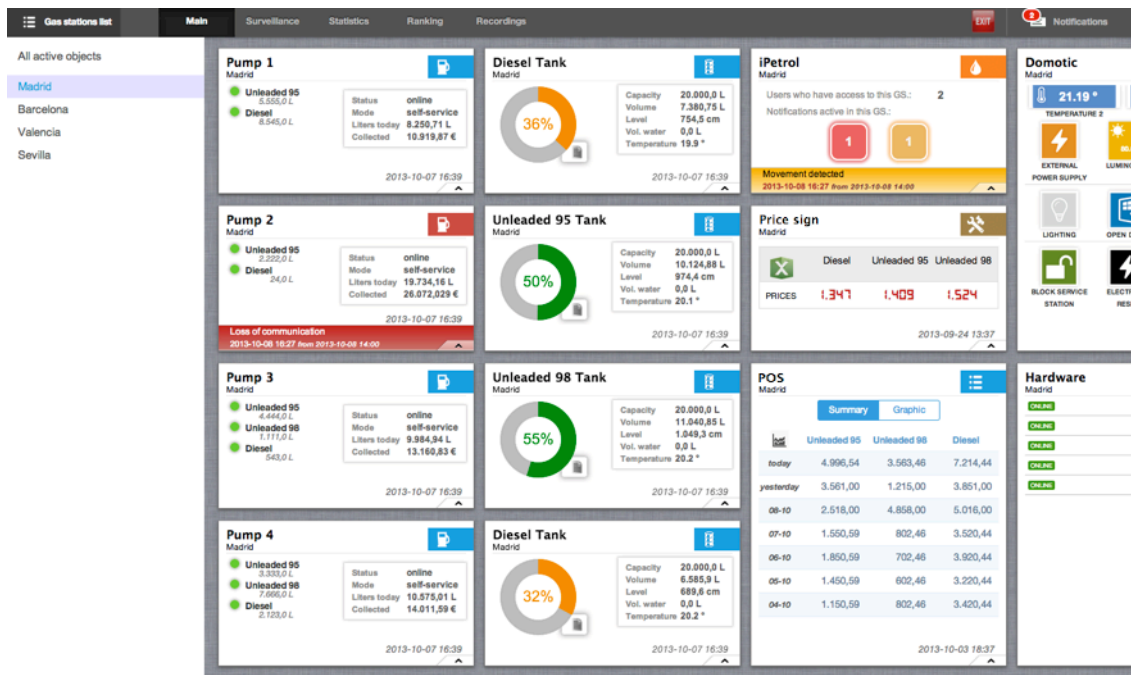 Gas stations list
Main
Surveillance
Statistics
Ranking
Recordings
EXIT
2
Notifications
All active objects
Madrid
Barcelona
Valencia
Sevilla
Pump 1
Madrid
Unleaded 95
5.555,0 L
Diesel
8.545,0 L
Status online
Mode self-service
Liters today 8.250,71 L
Collected 10.919,87 €
2013-10-07 16:39
Diesel Tank
Madrid
36%
Capacity 20.000,0 L
Volume 7.380,75 L
Level 754,5 cm
Vol. water 0,0 L
Temperature 19.9 °
2013-10-07 16:39
iPetrol
Madrid
Users who have access to this GS.: 2
Notifications active in this GS.:
1 1
Movement detected
2013-10-08 16:27 from 2013-10-08 14:00
Domotic
Madrid
21.19 °
TEMPERATURE 2
EXTERNAL
POWER SUPPLY
LIGHTING
BLOCK SERVICE
STATION
Pump 2
Madrid
Unleaded 95
2.222,0 L
Diesel
24,0 L
Status online
Mode self-service
Liters today 19.734,16 L
Collected 26.072,029 €
2013-10-07 16:39
Loss of communication
2013-10-08 16:27 from 2013-10-08 14:00
Unleaded 95 Tank
Madrid
50%
Capacity 20.000,0 L
Volume 10.124,88 L
Level 974,4 cm
Vol. water 0,0 L
Temperature 20.1 °
2013-10-07 16:39
Price sign
Madrid
Diesel Unleaded 95 Unleaded 98
PRICES 1.347 1.409 1.524
2013-09-24 13:37
Pump 3
Madrid
Unleaded 95
4.444,0 L
Unleaded 98
1.111,0 L
Diesel
543,0 L
Status online
Mode self-service
Liters today 9.984,94 L
Collected 13.160,83 €
2013-10-07 16:39
Unleaded 98 Tank
Madrid
55%
Capacity 20.000,0 L
Volume 11.040,85 L
Level 1.049,3 cm
Vol. water 0,0 L
Temperature 20.2 °
2013-10-07 16:39
POS
Madrid
Summary Graphic
Unleaded 95 Unleaded 98 Diesel
today 4.996,54 3.563,46 7.214,44
yesterday 3.561,00 1.215,00 3.851,00
08-10 2.518,00 4.858,00 5.016,00
07-10 1.550,59 802,46 3.520,44
06-10 1.850,59 702,46 3.920,44
05-10 1.450,59 602,46 3.220,44
04-10 1.150,59 802,46 3.420,44
2013-10-03 18:37
Hardware
Madrid
ONLINE
ONLINE
ONLINE
ONLINE
ONLINE
Pump 4
Madrid
Unleaded 95
3.333,0 L
Unleaded 98
7.666,0 L
Diesel
2.123,0 L
Status online
Mode self-service
Liters today 10.575,01 L
Collected 14.011,59 €
2013-10-07 16:39
Diesel Tank
Madrid
32%
Capacity 20.000,0 L
Volume 6.585,9 L
Level 689,6 cm
Vol. water 0,0 L
Temperature 20.2 °
2013-10-07 16:39